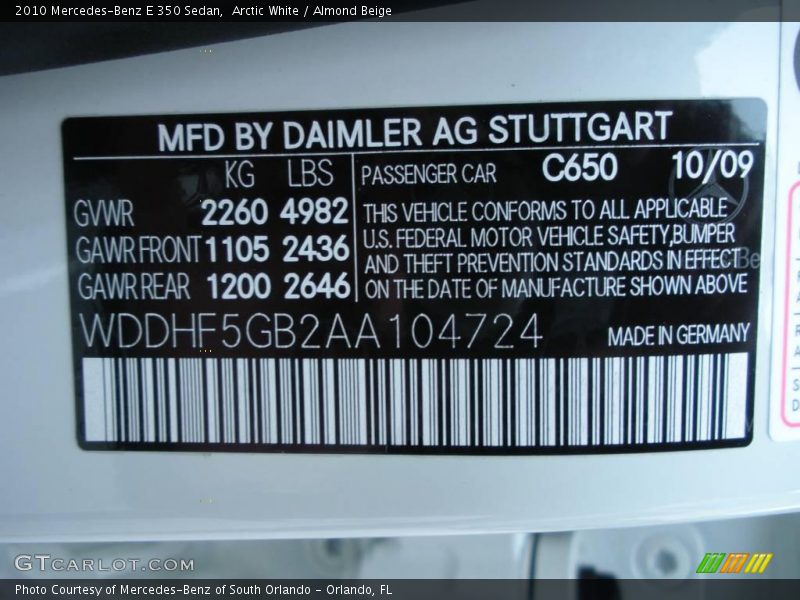 2010 Mercedes-Benz E 350 Sedan,  Arctic White / Almond Beige
MFD BY DAIMLER AG STUTTGART
KG LBS
GVWR 2260 4982
GAWR FRONT 1105 2436
GAWR REAR 1200 2646
PASSENGER CAR C650 10/09
THIS VEHICLE CONFORMS TO ALL APPLICABLE
U.S. FEDERAL MOTOR VEHICLE SAFETY, BUMPER
AND THEFT PREVENTION STANDARDS IN EFFECT
ON THE DATE OF MANUFACTURE SHOWN ABOVE
WDDHF5GB2AA104724 MADE IN GERMANY
GTCARLOT.COM
Photo Courtesy of Mercedes-Benz of South Orlando - Orlando, FL